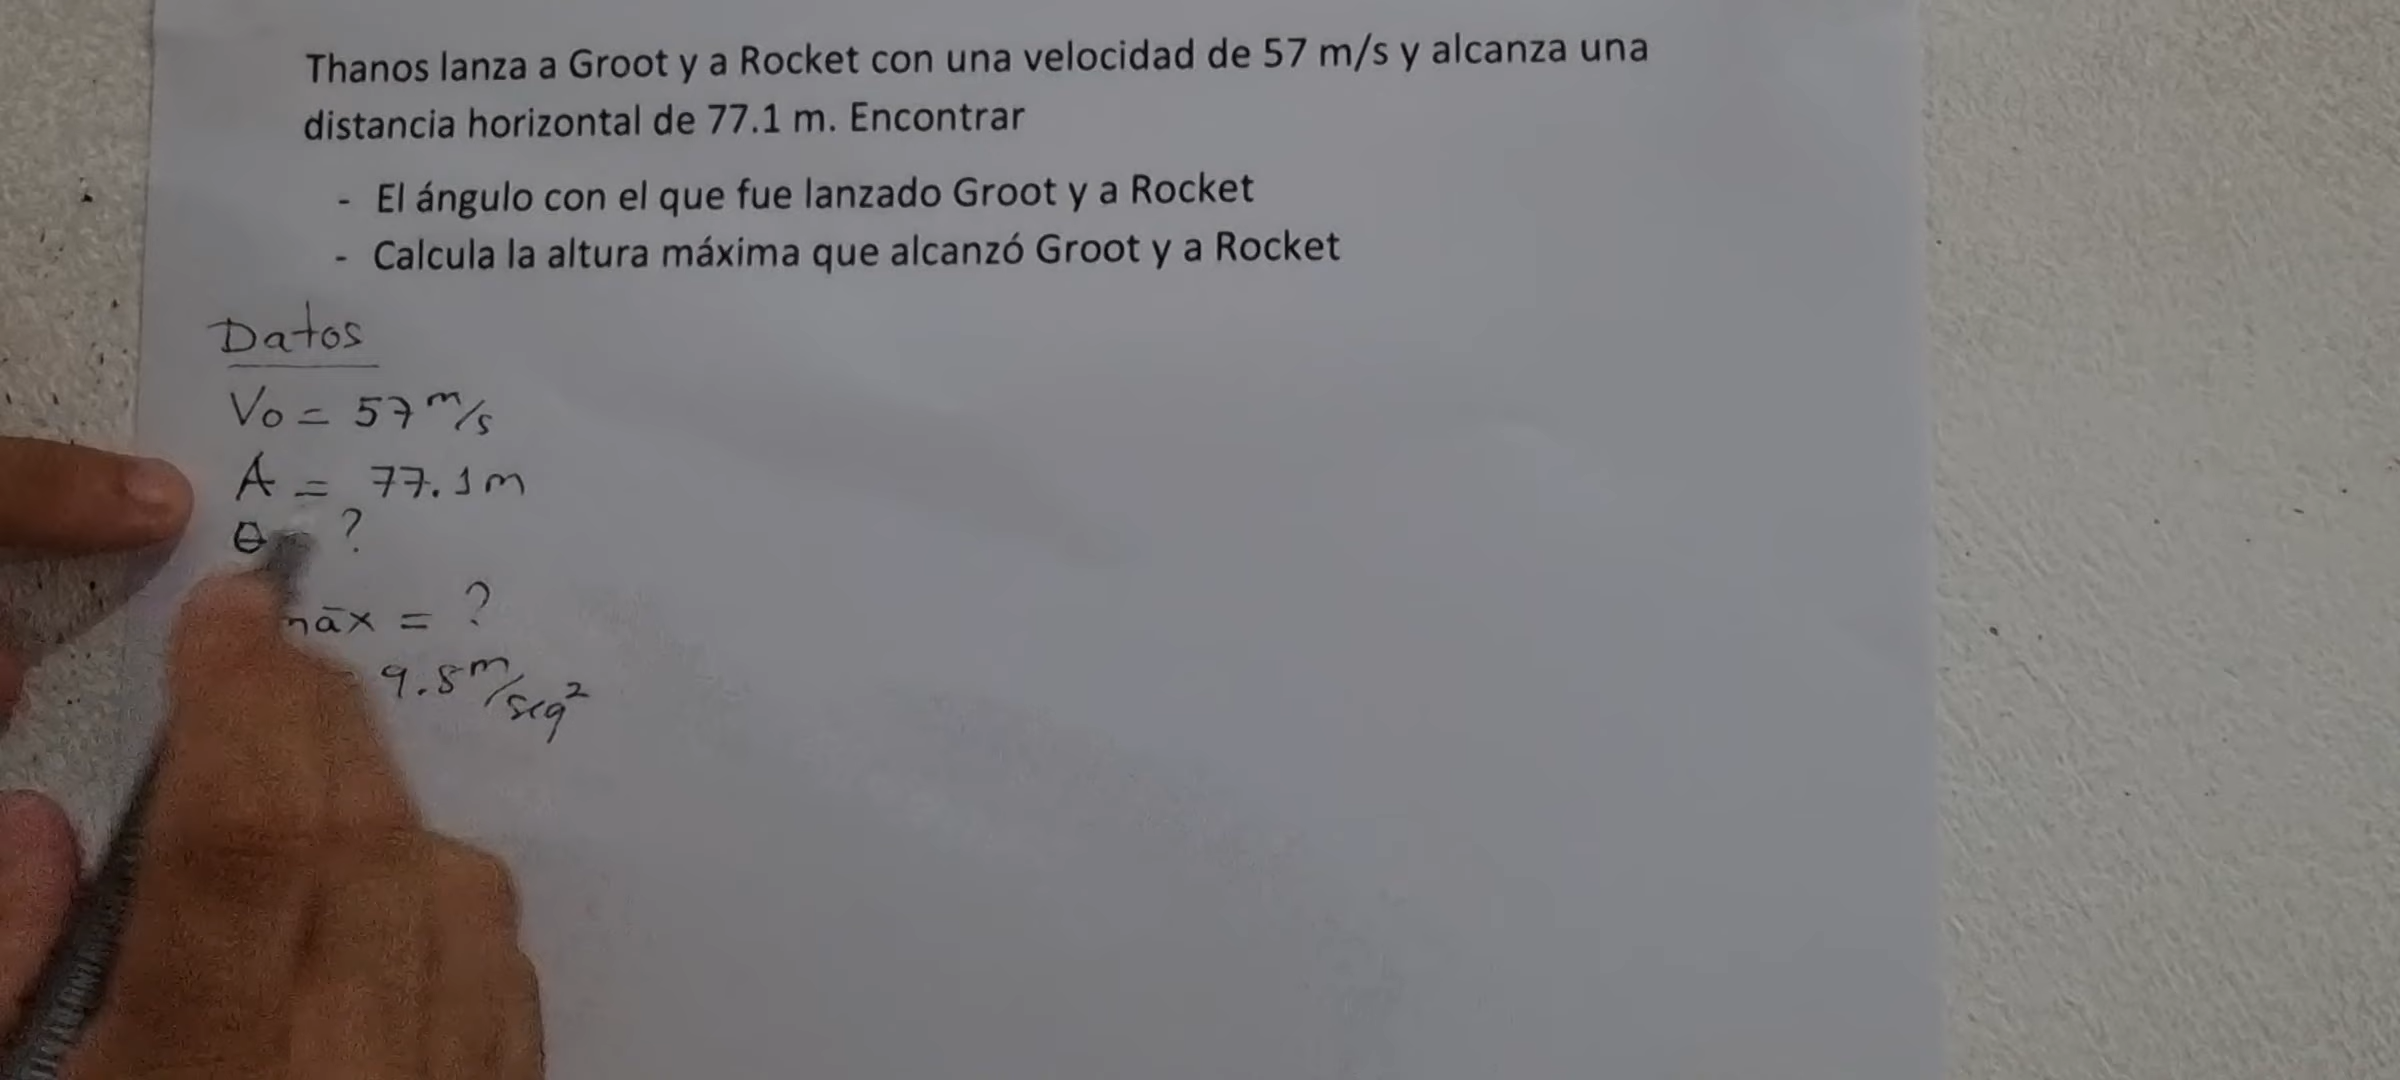 Thanos lanza a Groot y a Rocket con una velocidad de 57 m/s y alcanza una
distancia horizontal de 77.1 m. Encontrar
- El ángulo con el que fue lanzado Groot y a Rocket
- Calcula la altura máxima que alcanzó Groot y a Rocket
Datos
Vo = 57 m/s
A = 77.1 m
θ = ?
máx = ?
9.8 m/seg²